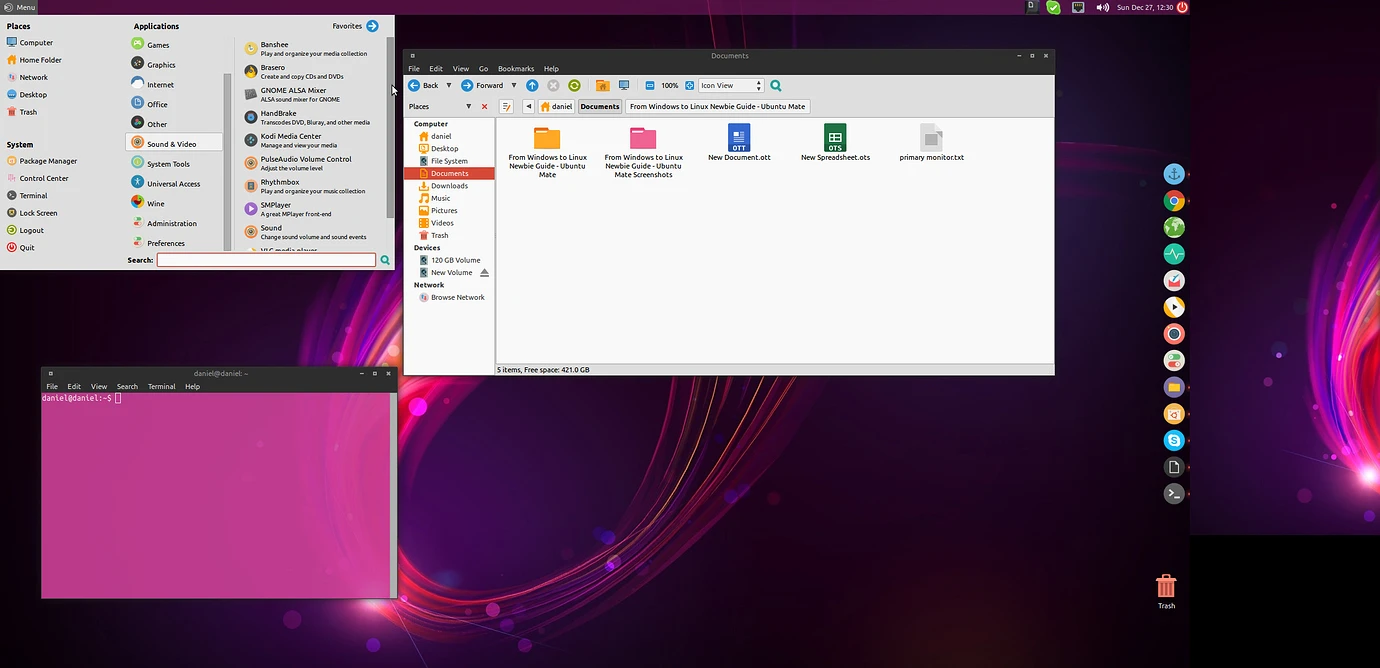 Menu
Sun Dec 27, 12:30
Places
Computer
Home Folder
Network
Desktop
Trash
System
Package Manager
Control Center
Terminal
Lock Screen
Logout
Quit
Applications
Favorites
Games
Graphics
Internet
Office
Other
Sound & Video
System Tools
Universal Access
Wine
Administration
Preferences
Banshee
Play and organize your media collection
Brasero
Create and copy CDs and DVDs
GNOME ALSA Mixer
ALSA sound mixer for GNOME
HandBrake
Transcodes DVD, Bluray, and other media
Kodi Media Center
Manage and view your media
PulseAudio Volume Control
Adjust the volume level
Rhythmbox
Play and organize your music collection
SMPlayer
A great MPlayer front-end
Sound
Change sound volume and sound events
VLC media player
Search:
Documents
File Edit View Go Bookmarks Help
Back Forward 100% Icon View
Places daniel Documents From Windows to Linux Newbie Guide - Ubuntu Mate
Computer
daniel
Desktop
File System
Documents
Downloads
Music
Pictures
Videos
Trash
Devices
120 GB Volume
New Volume
Network
Browse Network
From Windows to Linux
Newbie Guide - Ubuntu
Mate
From Windows to Linux
Newbie Guide - Ubuntu
Mate Screenshots
OTT
New Document.ott
OTS
New Spreadsheet.ots
primary monitor.txt
5 items, Free space: 421.0 GB
daniel@daniel: ~
File Edit View Search Terminal Help
daniel@daniel:~$
Trash